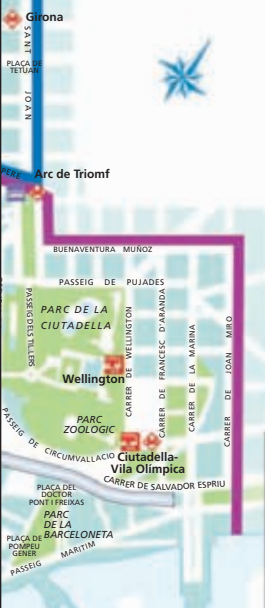 Girona
SANT JOAN
PLAÇA DE
TETUAN
PERE
Arc de Triomf
BUENAVENTURA MUÑOZ
PASSEIG DE PUJADES
PASSEIG DELS TILLERS
PARC DE LA
CIUTADELLA
CARRER DE WELLINGTON
CARRER DE FRANCESC D'ARANDA
CARRER DE LA MARINA
CARRER DE JOAN MIRO
Wellington
PARC
ZOOLOGIC
PASSEIG DE CIRCUMVALLACIO
Ciutadella-
Vila Olímpica
CARRER DE SALVADOR ESPRIU
PLAÇA DEL
DOCTOR
PONT I FREIXAS
PARC
DE LA
BARCELONETA
PLAÇA DE
POMPEU
GENER
PASSEIG MARITIM